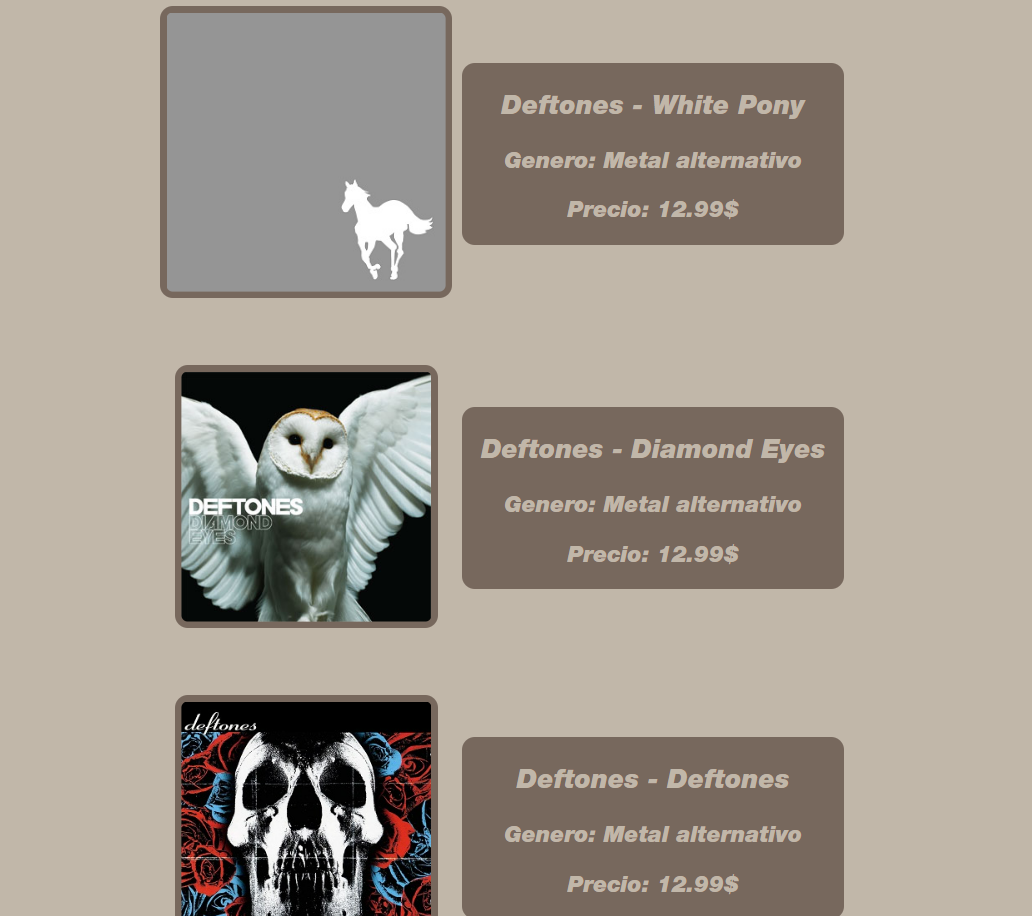 Deftones - White Pony
Genero: Metal alternativo
Precio: 12.99$
DEFTONES
DIAMOND
EYES
Deftones - Diamond Eyes
Genero: Metal alternativo
Precio: 12.99$
deftones
Deftones - Deftones
Genero: Metal alternativo
Precio: 12.99$